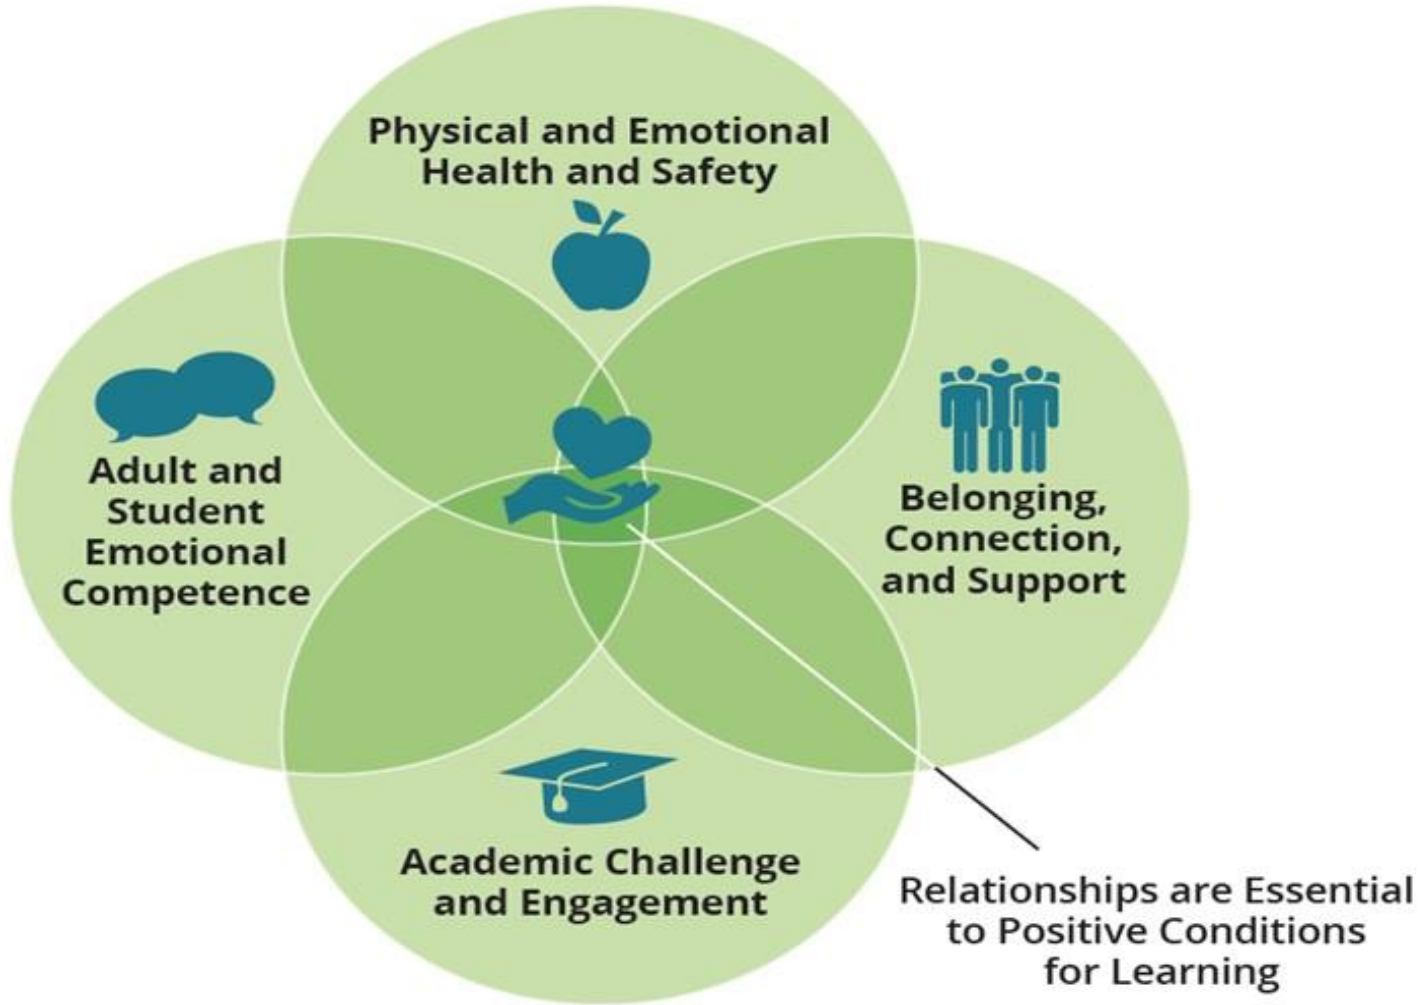 Physical and Emotional
Health and Safety
Adult and
Student
Emotional
Competence
Belonging,
Connection,
and Support
Academic Challenge
and Engagement
Relationships are Essential
to Positive Conditions
for Learning